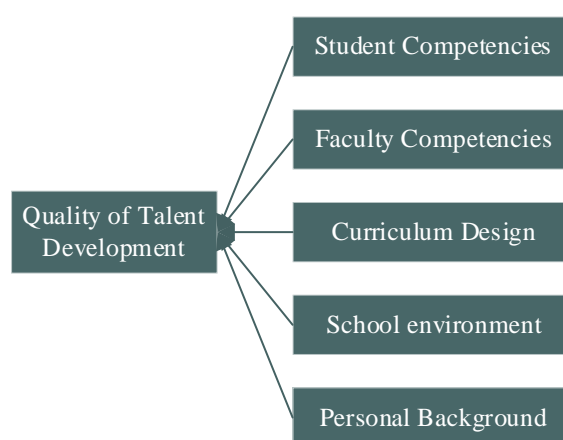 Student Competencies
Faculty Competencies
Quality of Talent
Development
Curriculum Design
School environment
Personal Background